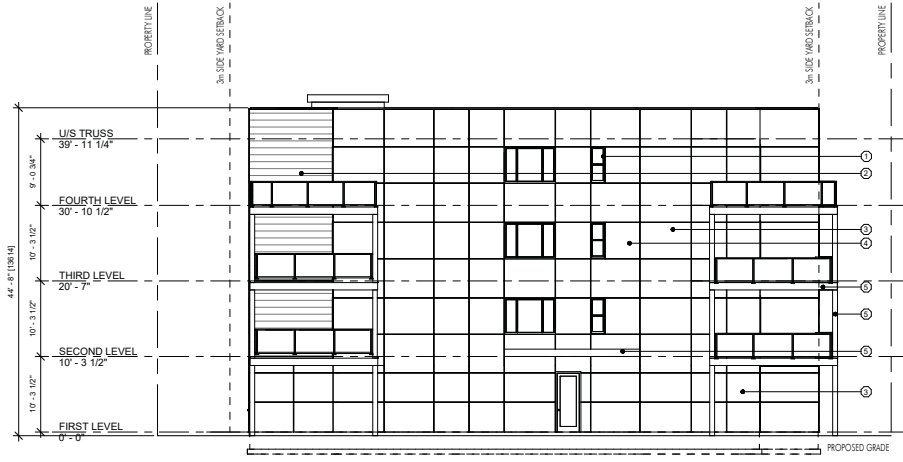 PROPERTY LINE
3m SIDE YARD SETBACK
3m SIDE YARD SETBACK
PROPERTY LINE
U/S TRUSS
39' - 11 1/4"
9' - 0 3/4"
1
2
FOURTH LEVEL
30' - 10 1/2"
10' - 3 1/2"
3
4
44' - 8" [13614]
THIRD LEVEL
20' - 7"
5
10' - 3 1/2"
5
SECOND LEVEL
10' - 3 1/2"
5
10' - 3 1/2"
3
FIRST LEVEL
0' - 0"
PROPOSED GRADE